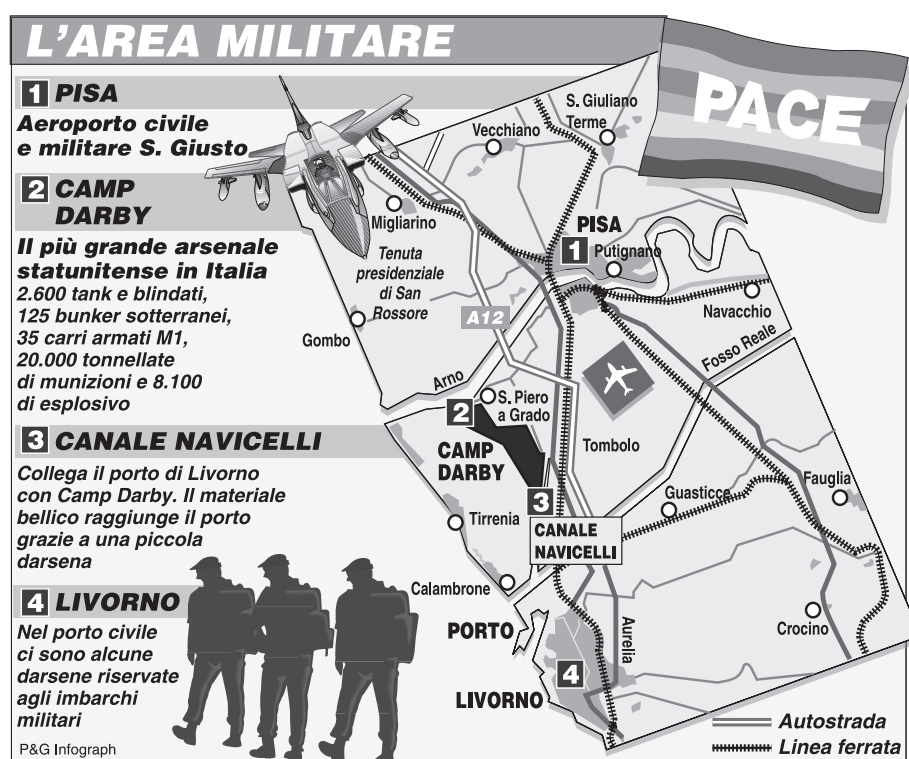 L'AREA MILITARE
1 PISA
Aeroporto civile
e militare S. Giusto
2 CAMP
DARBY
Il più grande arsenale
statunitense in Italia
2.600 tank e blindati,
125 bunker sotterranei,
35 carri armati M1,
20.000 tonnellate
di munizioni e 8.100
di esplosivo
3 CANALE NAVICELLI
Collega il porto di Livorno
con Camp Darby. Il materiale
bellico raggiunge il porto
grazie a una piccola
darsena
4 LIVORNO
Nel porto civile
ci sono alcune
darsene riservate
agli imbarchi
militari
P&G Infograph
PACE
S. Giuliano
Terme
Vecchiano
Migliarino
PISA
1 Putignano
Tenuta
presidenziale
di San
Rossore
Navacchio
A12
Gombo
Fosso Reale
Arno
S. Piero
a Grado
2
CAMP
DARBY
Tombolo
Fauglia
Guasticce
3
Tirrenia
CANALE
NAVICELLI
Calambrone
Crocino
PORTO
Aurelia
4
LIVORNO
Autostrada
Linea ferrata